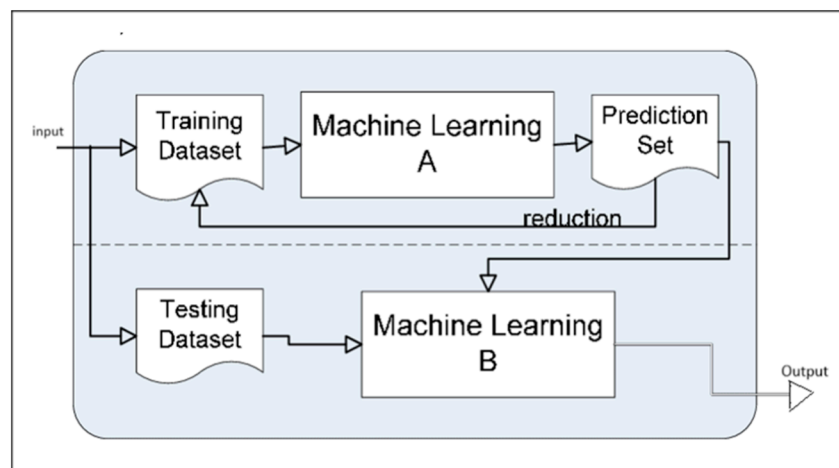 input
Training
Dataset
Machine Learning
A
Prediction
Set
reduction
Testing
Dataset
Machine Learning
B
Output